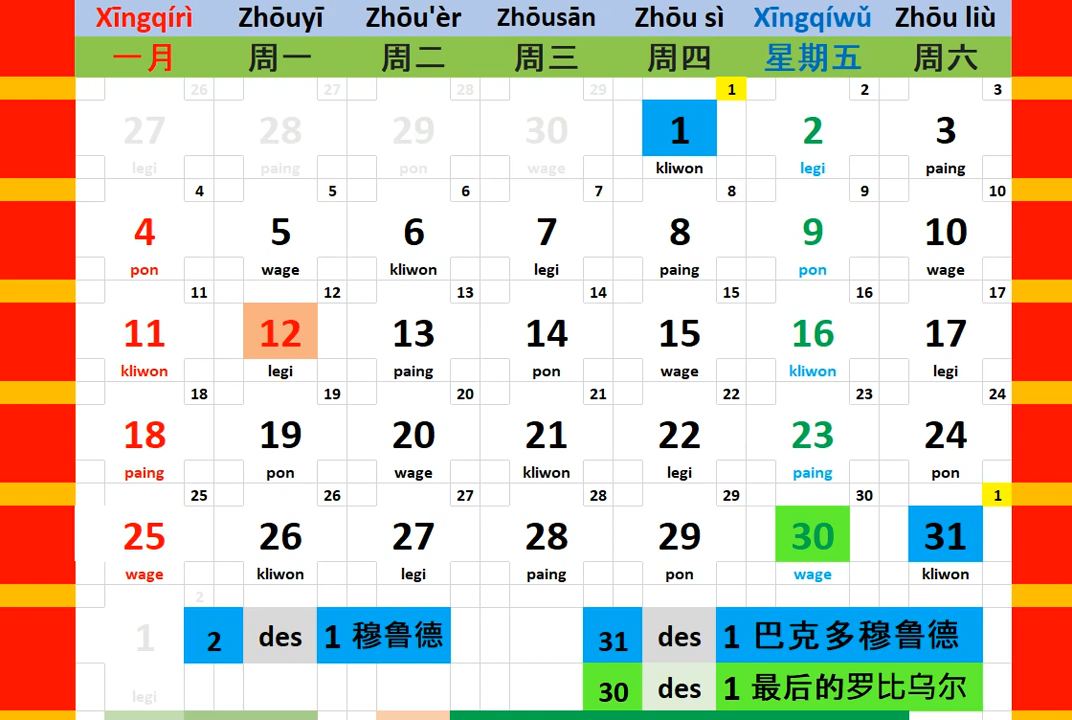 Xīngqírì Zhōuyī Zhōu'èr Zhōusān Zhōu sì Xīngqíwǔ Zhōu liù
一月 周一 周二 周三 周四 星期五 周六
26 27 28 29 1 2 3
27 28 29 30 1 2 3
legi paing pon wage kliwon legi paing
4 5 6 7 8 9 10
4 5 6 7 8 9 10
pon wage kliwon legi paing pon wage
11 12 13 14 15 16 17
11 12 13 14 15 16 17
kliwon legi paing pon wage kliwon legi
18 19 20 21 22 23 24
18 19 20 21 22 23 24
paing pon wage kliwon legi paing pon
25 26 27 28 29 30 1
25 26 27 28 29 30 31
wage kliwon legi paing pon wage kliwon
2
1 2 des 1 穆鲁德 31 des 1 巴克多穆鲁德
legi 30 des 1 最后的罗比乌尔